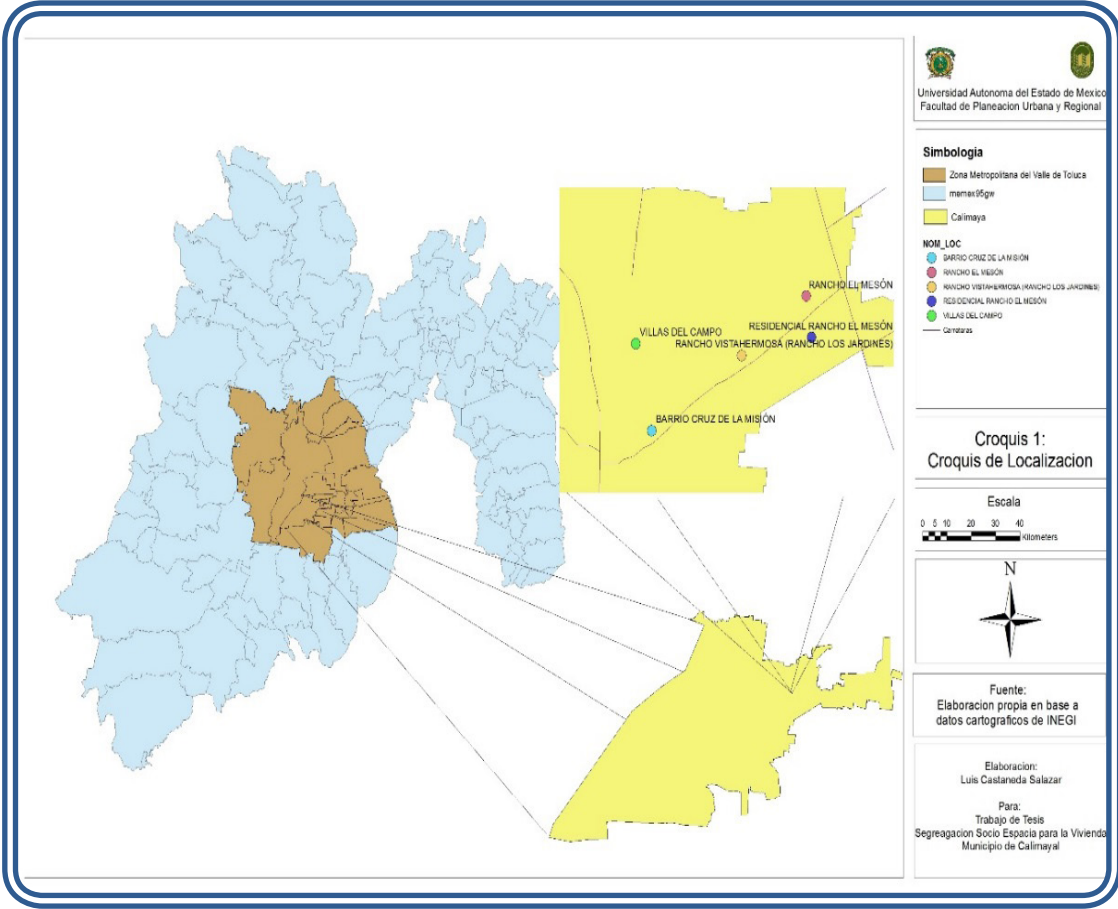 Universidad Autonoma del Estado de Mexico
Facultad de Planeacion Urbana y Regional
Simbología
Zona Metropolitana del Valle de Toluca
memex95gw
Calimaya
NOM_LOC
BARRIO CRUZ DE LA MISIÓN
RANCHO EL MESÓN
RANCHO VISTAHERMOSA (RANCHO LOS JARDINES)
RESIDENCIAL RANCHO EL MESÓN
VILLAS DEL CAMPO
Carreteras
RANCHO EL MESÓN
RESIDENCIAL RANCHO EL MESÓN
VILLAS DEL CAMPO
RANCHO VISTAHERMOSA (RANCHO LOS JARDINES)
BARRIO CRUZ DE LA MISIÓN
Croquis 1:
Croquis de Localizacion
Escala
0 5 10 20 30 40
Kilometers
N
Fuente:
Elaboracion propia en base a
datos cartograficos de INEGI
Elaboracion:
Luis Castaneda Salazar
Para:
Trabajo de Tesis
Segreagacion Socio Espacia para la Vivienda
Municipio de Calimayal